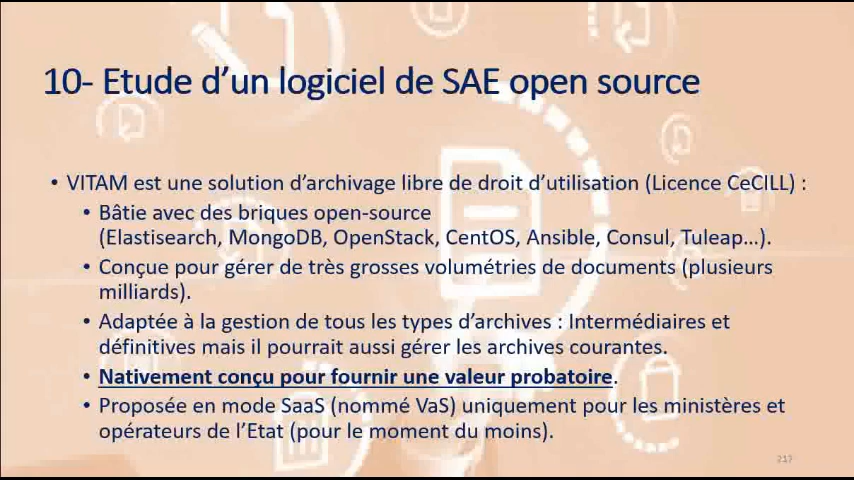 10- Etude d’un logiciel de SAE open source
• VITAM est une solution d’archivage libre de droit d’utilisation (Licence CeCILL) :
• Bâtie avec des briques open-source
(Elastisearch, MongoDB, OpenStack, CentOS, Ansible, Consul, Tuleap…).
• Conçue pour gérer de très grosses volumétries de documents (plusieurs
milliards).
• Adaptée à la gestion de tous les types d’archives : Intermédiaires et
définitives mais il pourrait aussi gérer les archives courantes.
• Nativement conçu pour fournir une valeur probatoire.
• Proposée en mode SaaS (nommé VaS) uniquement pour les ministères et
opérateurs de l’Etat (pour le moment du moins).
217